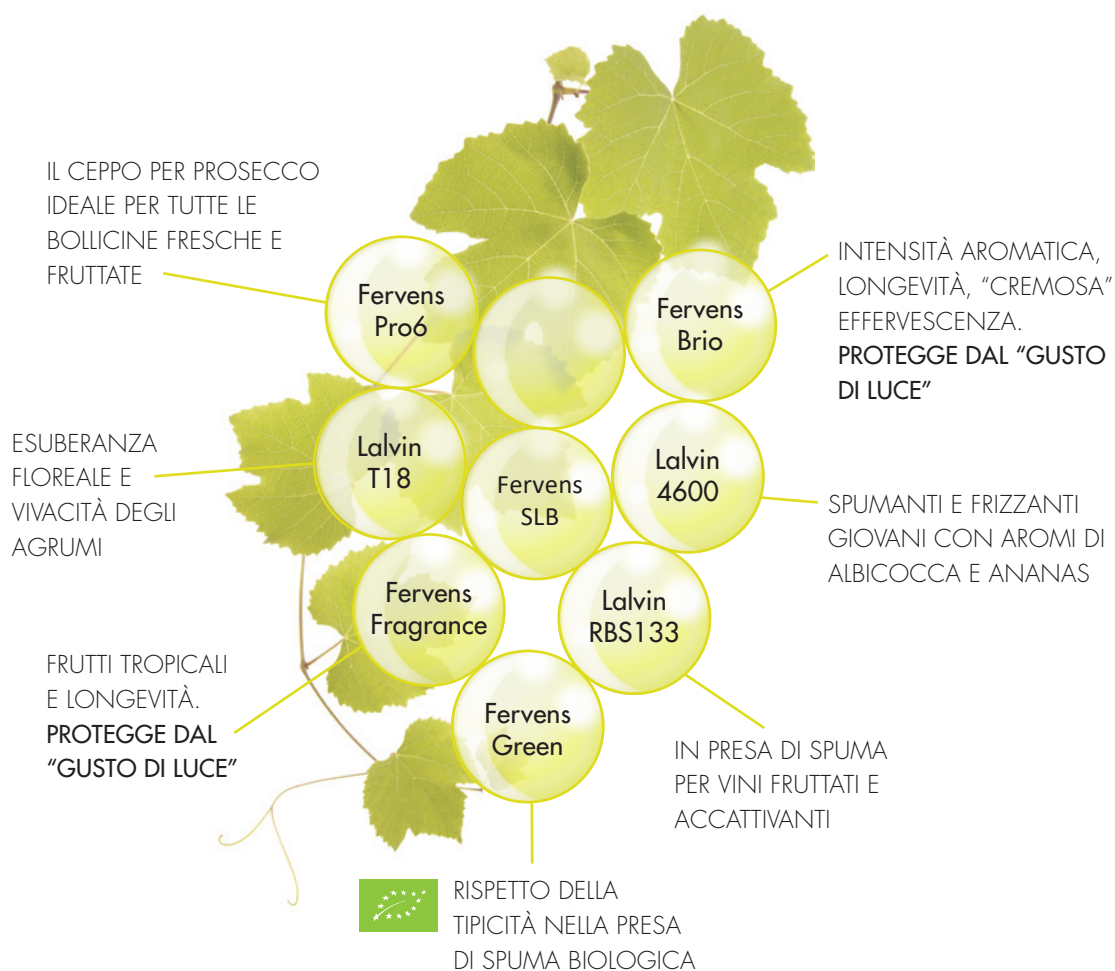 IL CEPPO PER PROSECCO
IDEALE PER TUTTE LE
BOLLICINE FRESCHE E
FRUTTATE
Fervens
Pro6
Fervens
Brio
INTENSITÀ AROMATICA,
LONGEVITÀ, “CREMOSA”
EFFERVESCENZA.
PROTEGGE DAL “GUSTO
DI LUCE”
ESUBERANZA
FLOREALE E
VIVACITÀ DEGLI
AGRUMI
Lalvin
T18
Fervens
SLB
Lalvin
4600
SPUMANTI E FRIZZANTI
GIOVANI CON AROMI DI
ALBICOCCA E ANANAS
Fervens
Fragrance
Lalvin
RBS133
FRUTTI TROPICALI
E LONGEVITÀ.
PROTEGGE DAL
“GUSTO DI LUCE”
Fervens
Green
IN PRESA DI SPUMA
PER VINI FRUTTATI E
ACCATTIVANTI
RISPETTO DELLA
TIPICITÀ NELLA PRESA
DI SPUMA BIOLOGICA